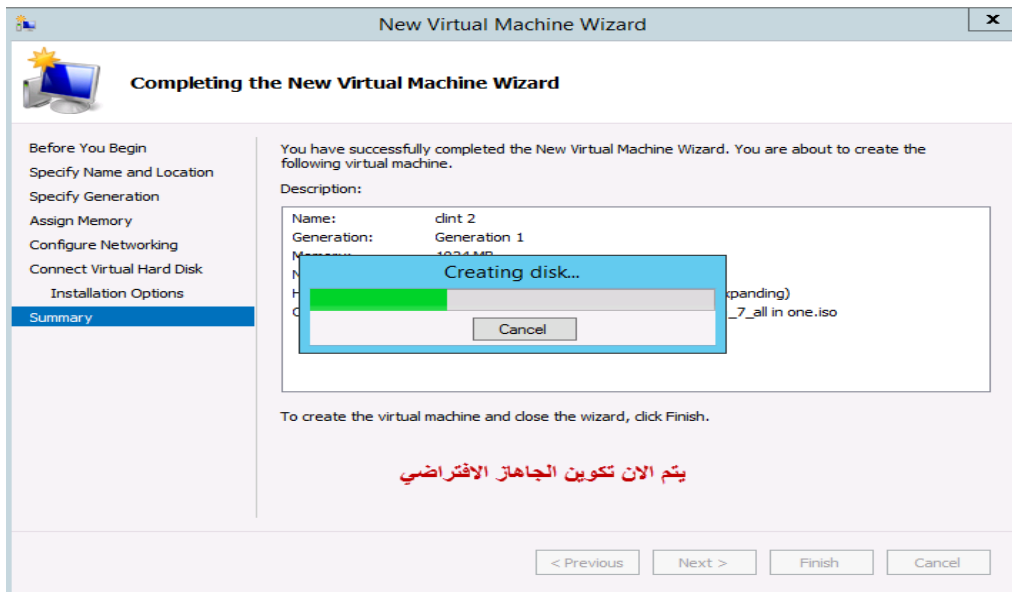 New Virtual Machine Wizard
x
Completing the New Virtual Machine Wizard
Before You Begin
Specify Name and Location
Specify Generation
Assign Memory
Configure Networking
Connect Virtual Hard Disk
Installation Options
Summary
You have successfully completed the New Virtual Machine Wizard. You are about to create the
following virtual machine.
Description:
Name: clint 2
Generation: Generation 1
1024 MB
Creating disk...
xpanding)
_7_all in one.iso
Cancel
To create the virtual machine and close the wizard, click Finish.
يتم الان تكوين الجاهاز الافتراضي
< Previous
Next >
Finish
Cancel